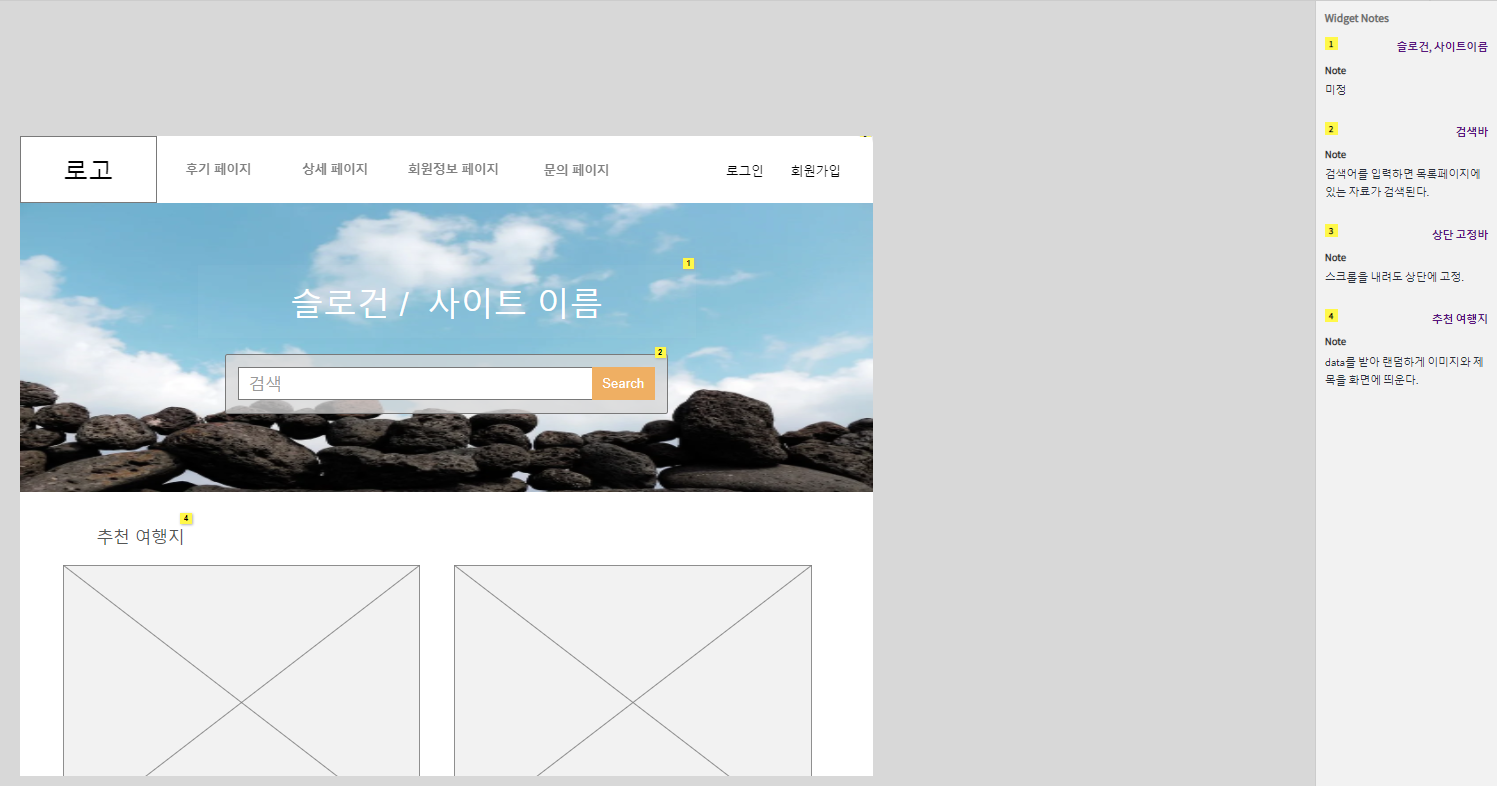 로고
후기 페이지
상세 페이지
회원정보 페이지
문의 페이지
로그인
회원가입
1
슬로건 / 사이트 이름
2
검색
Search
4
추천 여행지
Widget Notes
1
슬로건, 사이트이름
Note
미정
2
검색바
Note
검색어를 입력하면 목록페이지에
있는 자료가 검색된다.
3
상단 고정바
Note
스크롤을 내려도 상단에 고정.
4
추천 여행지
Note
data를 받아 랜덤하게 이미지와 제
목을 화면에 띄운다.